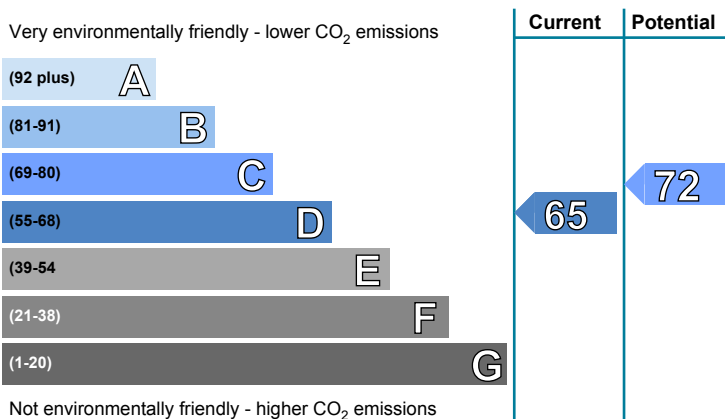 Very environmentally friendly - lower CO₂ emissions
Current
Potential
(92 plus) A
(81-91) B
(69-80) C
(55-68) D
(39-54 E
(21-38) F
(1-20) G
65
72
Not environmentally friendly - higher CO₂ emissions